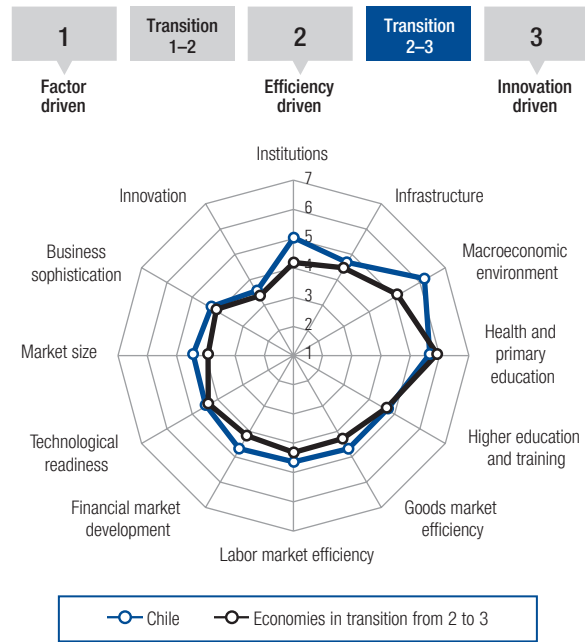 1
Transition
1–2
2
Transition
2–3
3
Factor
driven
Efficiency
driven
Innovation
driven
Institutions
7
6
5
4
3
2
1
Infrastructure
Macroeconomic
environment
Health and
primary
education
Higher education
and training
Goods market
efficiency
Labor market efficiency
Financial market
development
Technological
readiness
Market size
Business
sophistication
Innovation
Chile
Economies in transition from 2 to 3